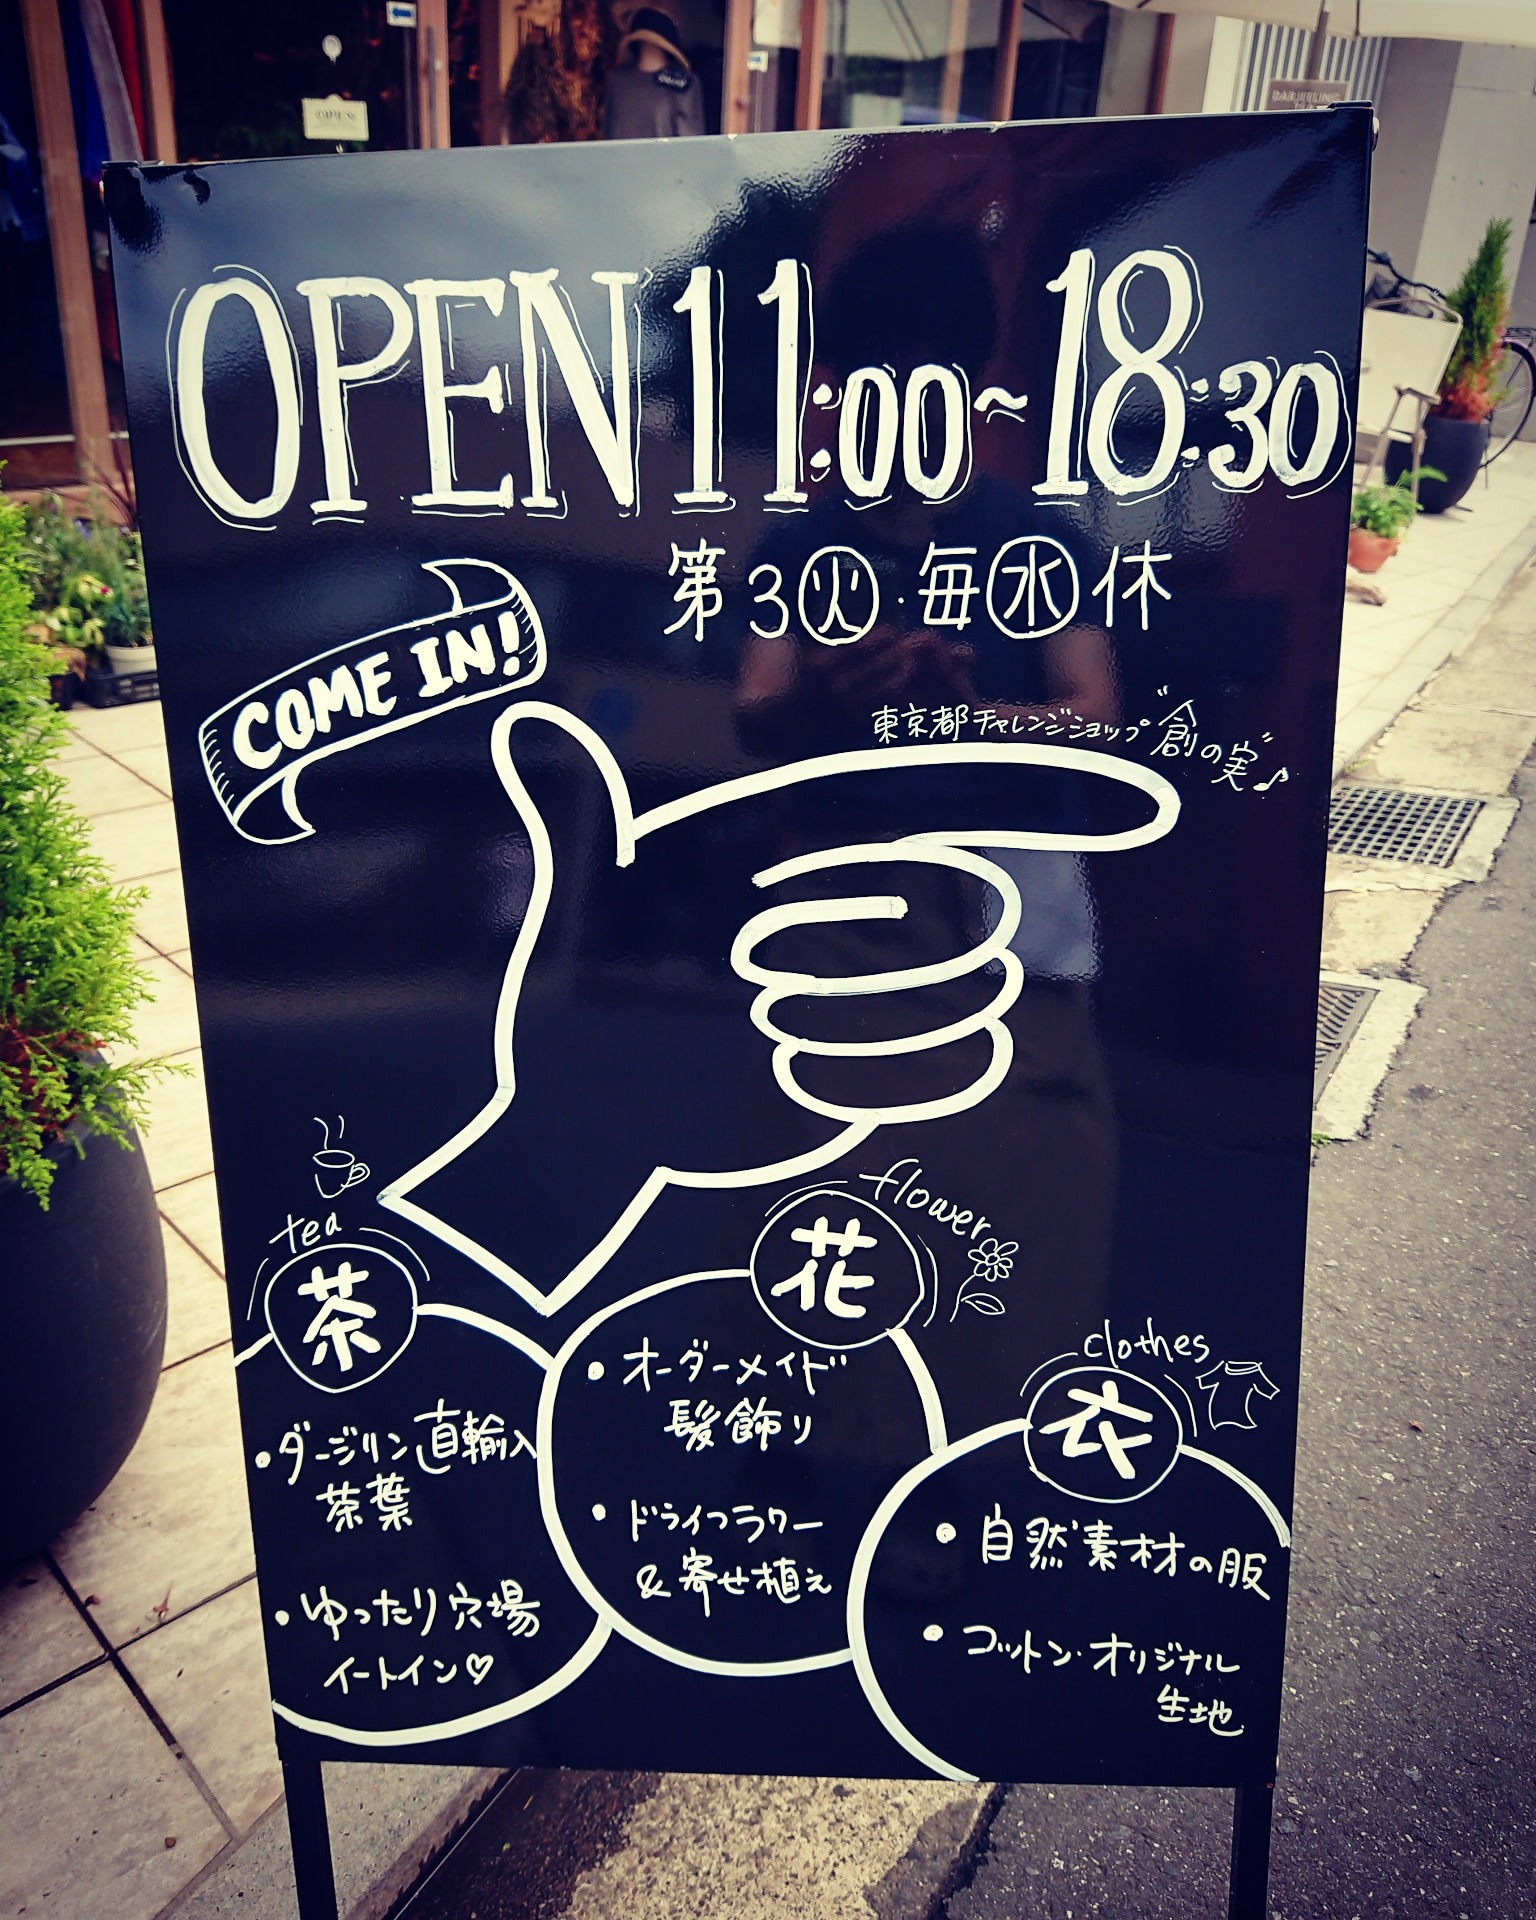 OPEN
DARJEELING
OPEN 11:00~18:30
第3㊋・毎㊌休
COME IN!
東京都チャレンジショップ"創の実"♪
tea
茶
・ダージリン直輸入
茶葉
・ゆったり穴場
イートイン♡
flower
花
・オーダーメイド
髪飾り
・ドライフラワー
&寄せ植え
clothes
衣
・自然素材の服
・コットン・オリジナル
生地